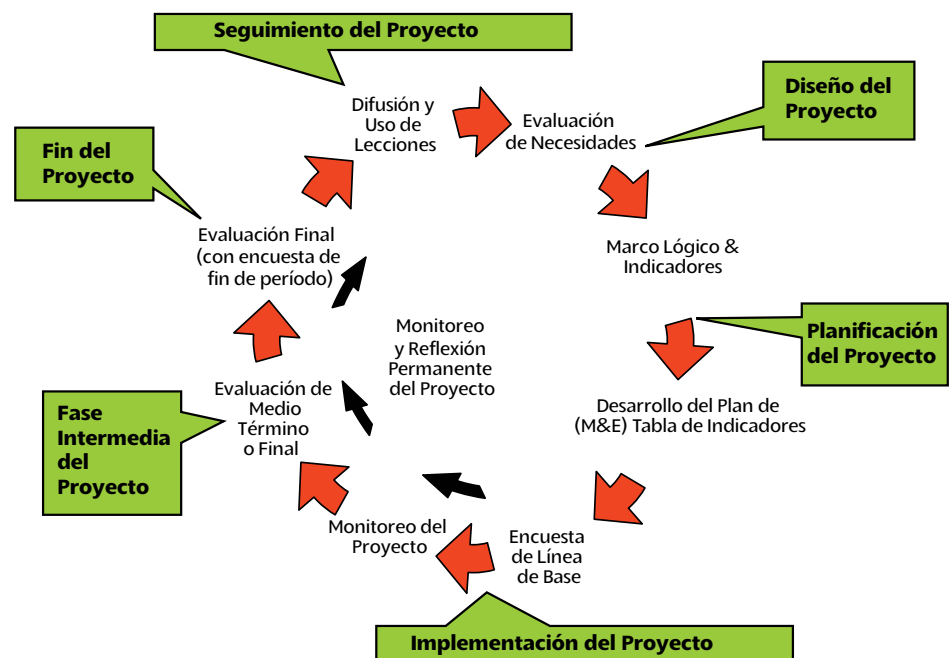 Seguimiento del Proyecto
Difusión y
Uso de
Lecciones
Evaluación
de Necesidades
Diseño del
Proyecto
Marco Lógico &
Indicadores
Planificación
del Proyecto
Desarrollo del Plan de
(M&E) Tabla de Indicadores
Encuesta
de Línea
de Base
Implementación del Proyecto
Monitoreo del
Proyecto
Evaluación de
Medio
Término
o Final
Fase
Intermedia
del
Proyecto
Evaluación Final
(con encuesta de
fin de período)
Fin del
Proyecto
Monitoreo
y Reflexión
Permanente
del Proyecto